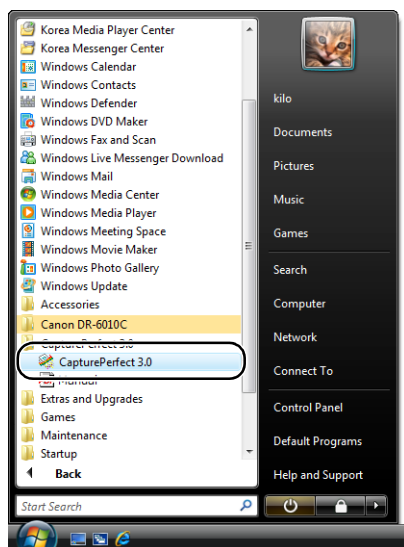 Korea Media Player Center
Korea Messenger Center
Windows Calendar
Windows Contacts
Windows Defender
Windows DVD Maker
Windows Fax and Scan
Windows Live Messenger Download
Windows Mail
Windows Media Center
Windows Media Player
Windows Meeting Space
Windows Movie Maker
Windows Photo Gallery
Windows Update
Accessories
Canon DR-6010C
CapturePerfect 3.0
CapturePerfect 3.0
Manual
Extras and Upgrades
Games
Maintenance
Startup
Back
Start Search
kilo
Documents
Pictures
Music
Games
Search
Computer
Network
Connect To
Control Panel
Default Programs
Help and Support